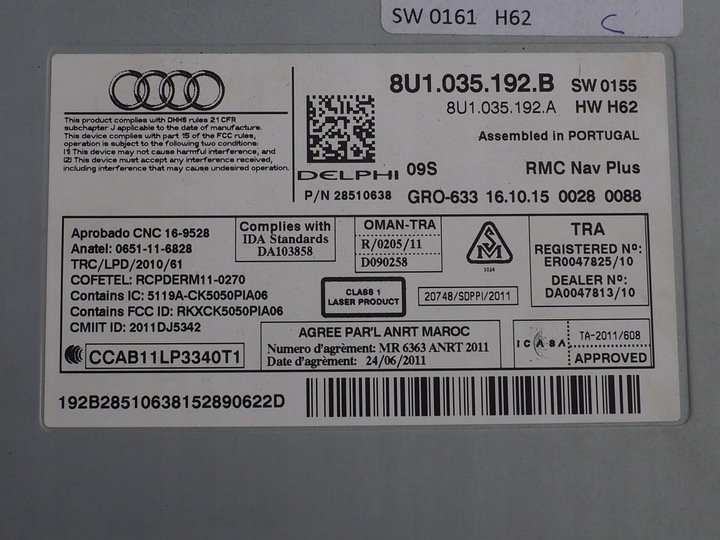 SW 0161 H62 C
This product complies with DHHS rules 21 CFR
subchapter J applicable to the date of manufacture.
This device complies with part 15 of the FCC rules,
operation is subject to the following two conditions:
(1) This device may not cause harmful interference, and
(2) This device must accept any interference received,
including interference that may cause undesired operation.
DELPHI
P/N 28510638
8U1.035.192.B SW 0155
8U1.035.192.A HW H62
Assembled in PORTUGAL
09S RMC Nav Plus
GRO-633 16.10.15 0028 0088
Aprobado CNC 16-9528
Anatel: 0651-11-6828
TRC/LPD/2010/61
COFETEL: RCPDERM11-0270
Contains IC: 5119A-CK5050PIA06
Contains FCC ID: RKXCK5050PIA06
CMIIT ID: 2011DJ5342
CCAB11LP3340T1
Complies with
IDA Standards
DA103858
OMAN-TRA
R/0205/11
D090258
CLASS 1
LASER PRODUCT
20748/SDPPI/2011
TRA
REGISTERED No:
ER0047825/10
DEALER No:
DA0047813/10
AGREE PAR'L ANRT MAROC
Numero d'agrèment: MR 6363 ANRT 2011
Date d'agrèment: 24/06/2011
ICASA
TA-2011/608
APPROVED
192B28510638152890622D